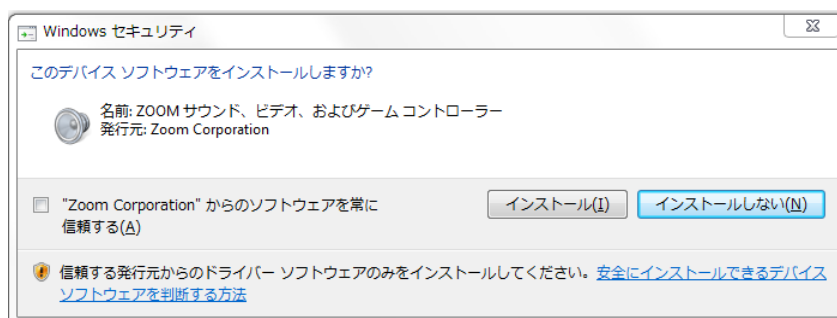 Windows セキュリティ
このデバイス ソフトウェアをインストールしますか?
名前: ZOOM サウンド、ビデオ、およびゲーム コントローラー
発行元: Zoom Corporation
"Zoom Corporation" からのソフトウェアを常に
信頼する(A)
インストール(I)
インストールしない(N)
信頼する発行元からのドライバー ソフトウェアのみをインストールしてください。安全にインストールできるデバイス
ソフトウェアを判断する方法